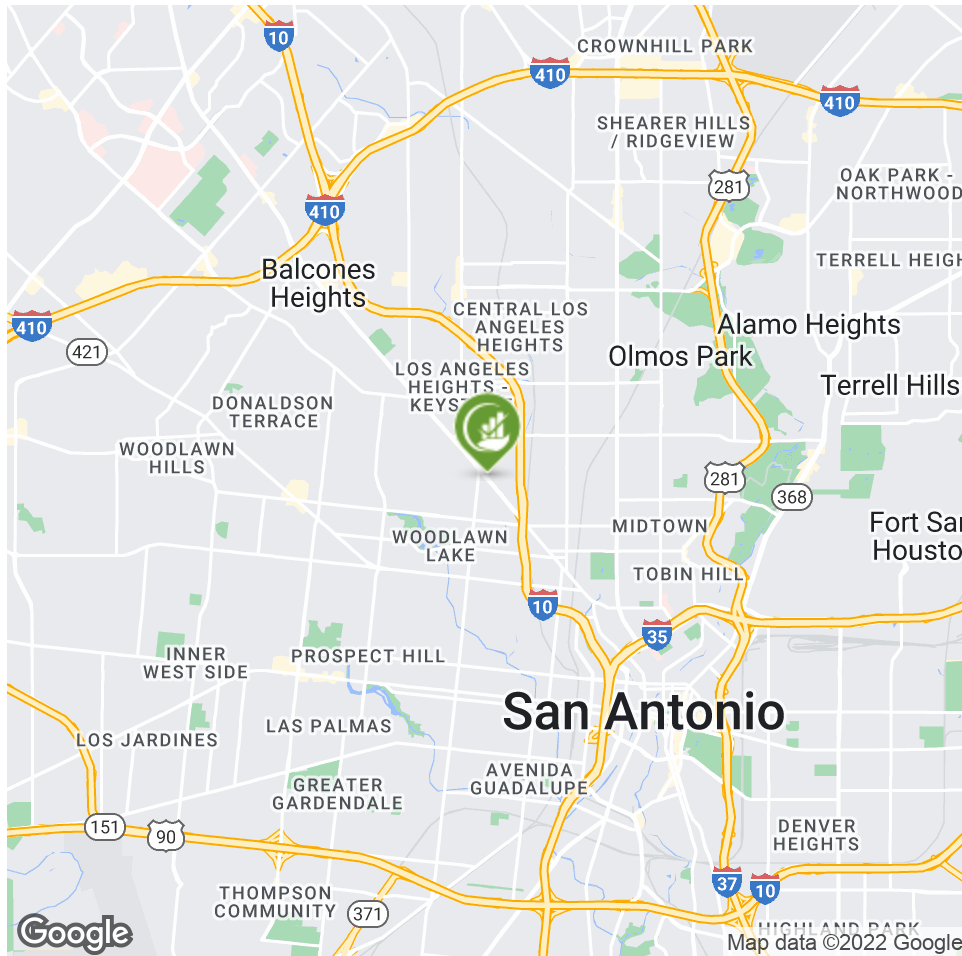 10
CROWNHILL PARK
410
410
SHEARER HILLS
/ RIDGEVIEW
281
OAK PARK -
NORTHWOOD
410
TERRELL HEIGH
Balcones
Heights
410
CENTRAL LOS
ANGELES
HEIGHTS
Alamo Heights
421
Olmos Park
LOS ANGELES
HEIGHTS -
Terrell Hills
DONALDSON
TERRACE
WOODLAWN
HILLS
281
368
MIDTOWN
Fort Sa
Housto
WOODLAWN
LAKE
TOBIN HILL
10
35
INNER
WEST SIDE
PROSPECT HILL
San Antonio
LAS PALMAS
LOS JARDINES
AVENIDA
GUADALUPE
GREATER
GARDENDALE
151
90
DENVER
HEIGHTS
37
10
THOMPSON
COMMUNITY
371
HIGHLAND PARK
Google
Map data ©2022 Google